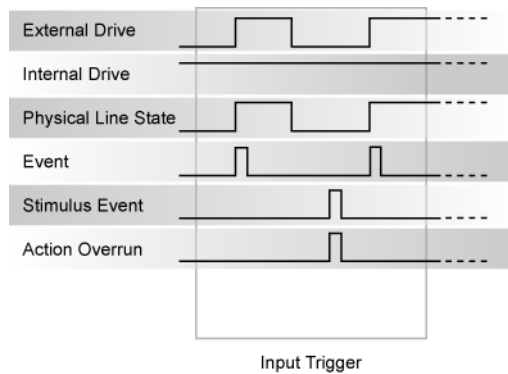 External Drive
Internal Drive
Physical Line State
Event
Stimulus Event
Action Overrun
Input Trigger